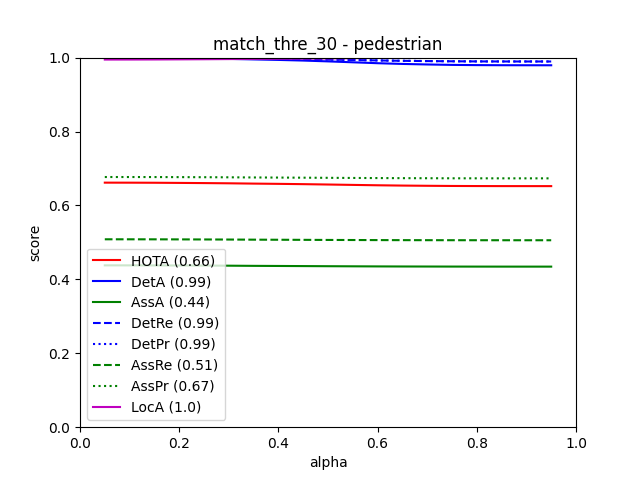 match_thre_30 - pedestrian
score
1.0
0.8
0.6
0.4
0.2
0.0
HOTA (0.66)
DetA (0.99)
AssA (0.44)
DetRe (0.99)
DetPr (0.99)
AssRe (0.51)
AssPr (0.67)
LocA (1.0)
0.0 0.2 0.4 0.6 0.8 1.0
alpha